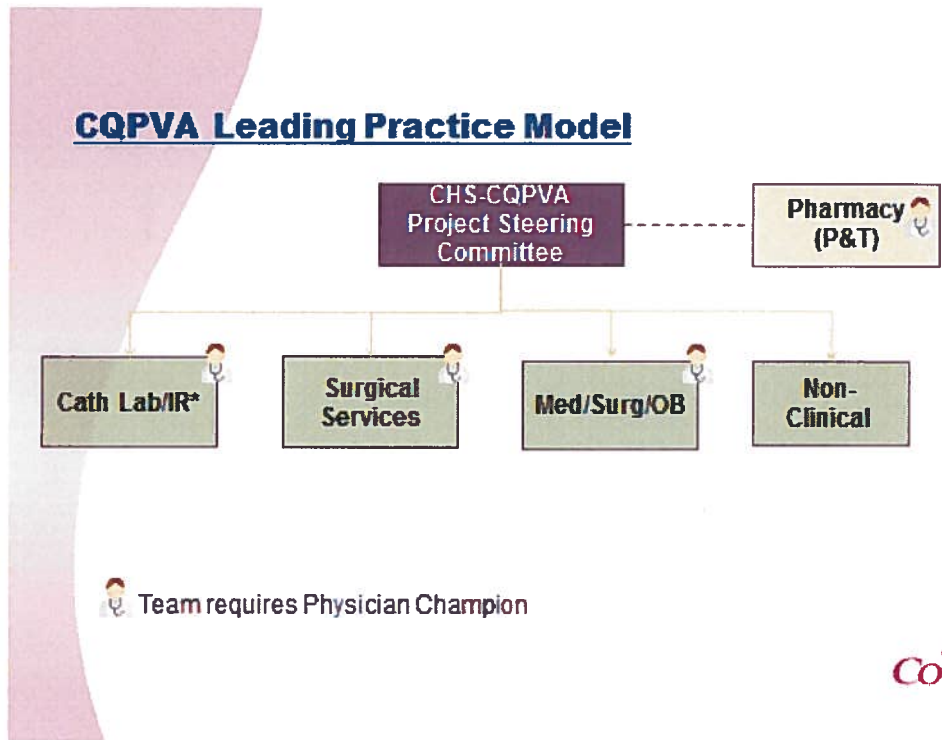 CQPVA Leading Practice Model
CHS-CQPVA
Project Steering
Committee
Pharmacy
(P&T)
Cath Lab/IR*
Surgical
Services
Med/Surg/OB
Non-
Clinical
Team requires Physician Champion
Co